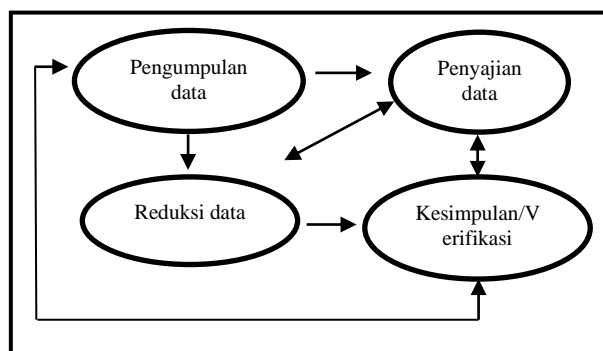 Pengumpulan
data
Penyajian
data
Reduksi data
Kesimpulan/V
erifikasi